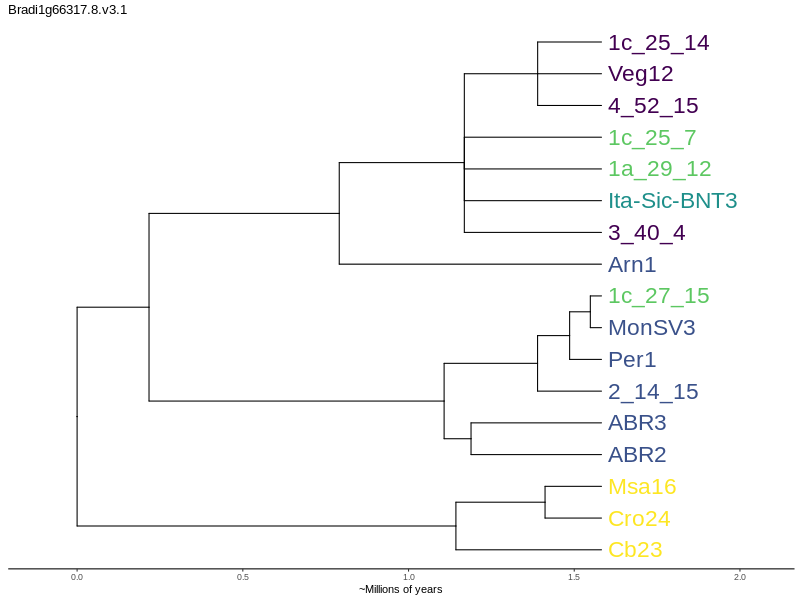 Bradi1g66317.8.v3.1
1c_25_14
Veg12
4_52_15
1c_25_7
1a_29_12
Ita-Sic-BNT3
3_40_4
Arn1
1c_27_15
MonSV3
Per1
2_14_15
ABR3
ABR2
Msa16
Cro24
Cb23
0.0 0.5 1.0 1.5 2.0
~Millions of years